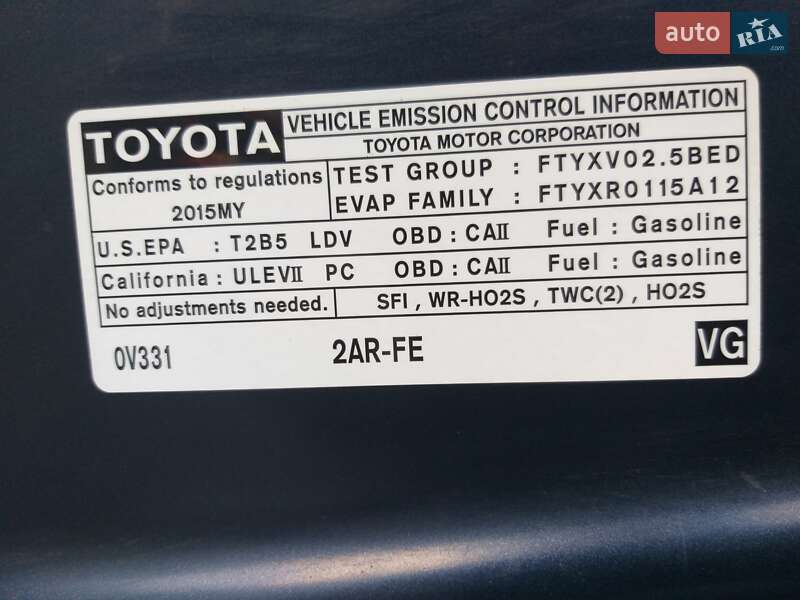 auto RIA .com
TOYOTA
VEHICLE EMISSION CONTROL INFORMATION
TOYOTA MOTOR CORPORATION
Conforms to regulations
2015MY
TEST GROUP : FTYXV02.5BED
EVAP FAMILY : FTYXR0115A12
U.S.EPA : T2B5 LDV OBD : CAII Fuel : Gasoline
California : ULEVII PC OBD : CAII Fuel : Gasoline
No adjustments needed. SFI , WR-HO2S , TWC(2) , HO2S
0V331 2AR-FE VG